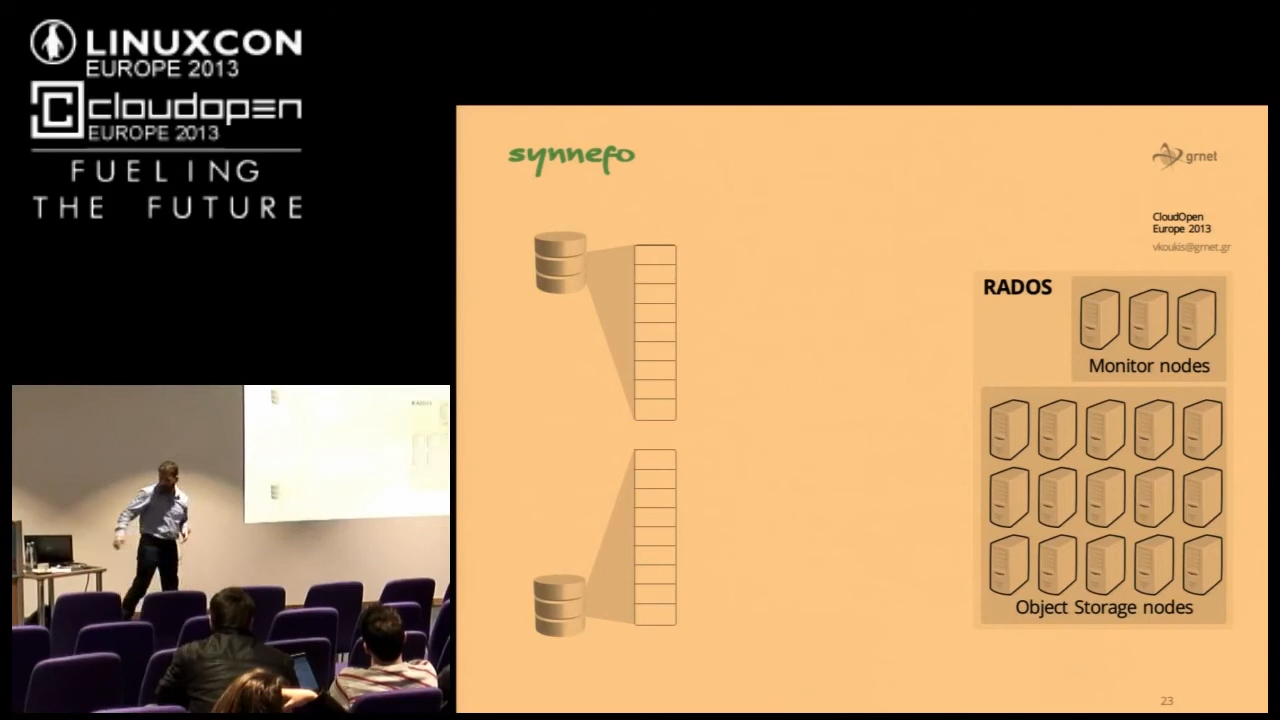 LINUXCON
EUROPE 2013
cloudopen
EUROPE 2013
FUELING
THE FUTURE
synnefo
grnet
CloudOpen
Europe 2013
vkoukis@grnet.gr
RADOS
Monitor nodes
Object Storage nodes
23